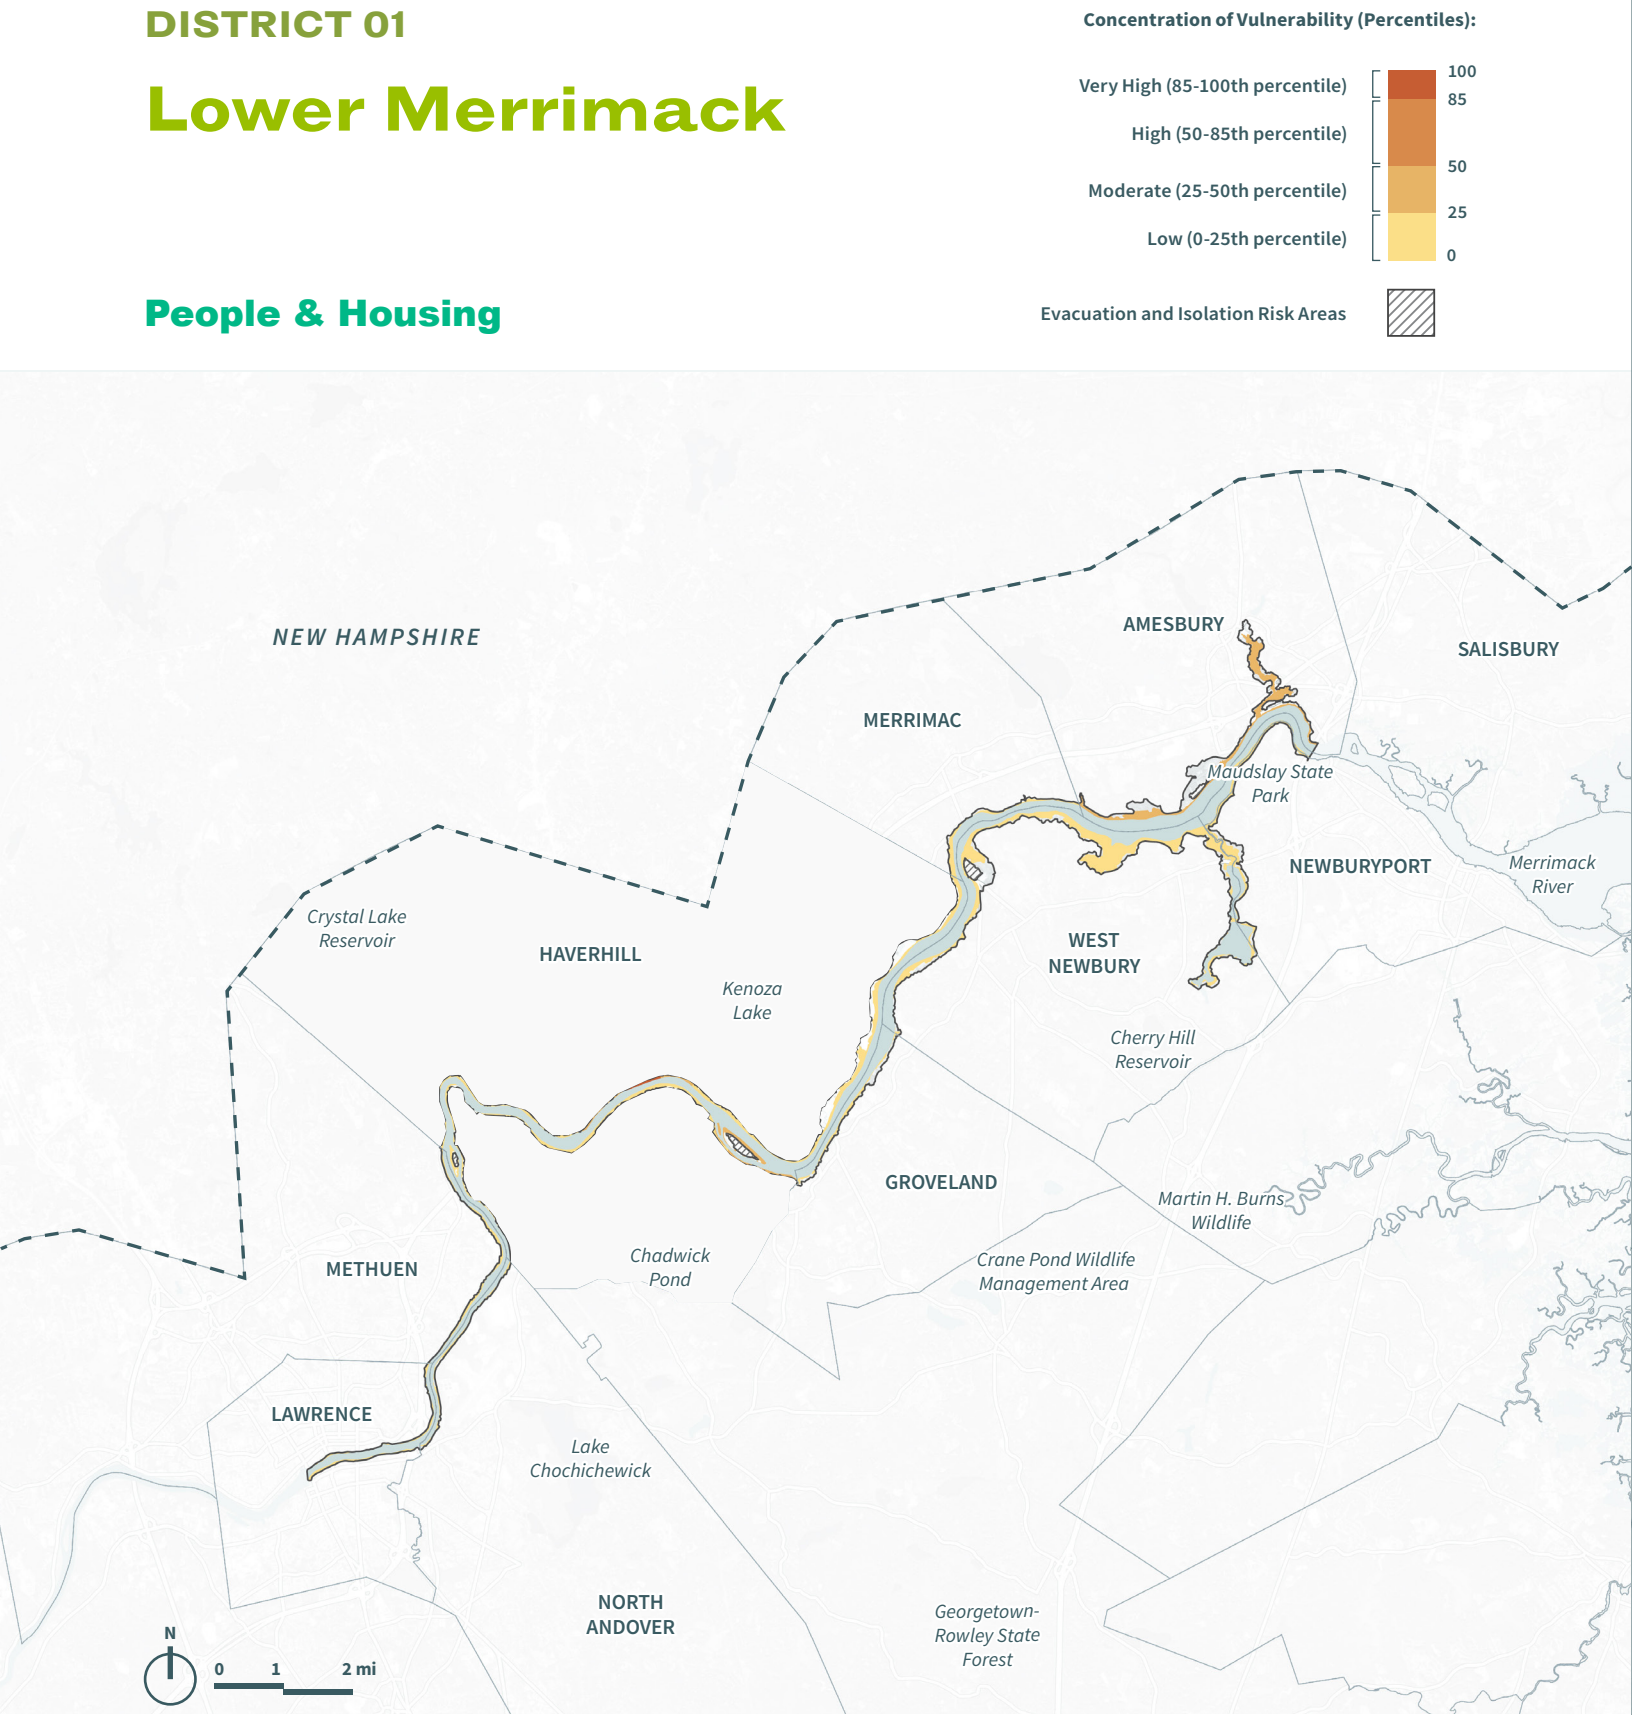 DISTRICT 01
Lower Merrimack
People & Housing
Concentration of Vulnerability (Percentiles):
Very High (85-100th percentile)
High (50-85th percentile)
Moderate (25-50th percentile)
Low (0-25th percentile)
100
85
50
25
0
Evacuation and Isolation Risk Areas
NEW HAMPSHIRE
AMESBURY
SALISBURY
MERRIMAC
Maudslay State
Park
NEWBURYPORT
Merrimack
River
Crystal Lake
Reservoir
HAVERHILL
WEST
NEWBURY
Kenoza
Lake
Cherry Hill
Reservoir
GROVELAND
Martin H. Burns
Wildlife
Chadwick
Pond
Crane Pond Wildlife
Management Area
METHUEN
LAWRENCE
Lake
Chochichewick
NORTH
ANDOVER
Georgetown-
Rowley State
Forest
N
0 1 2 mi